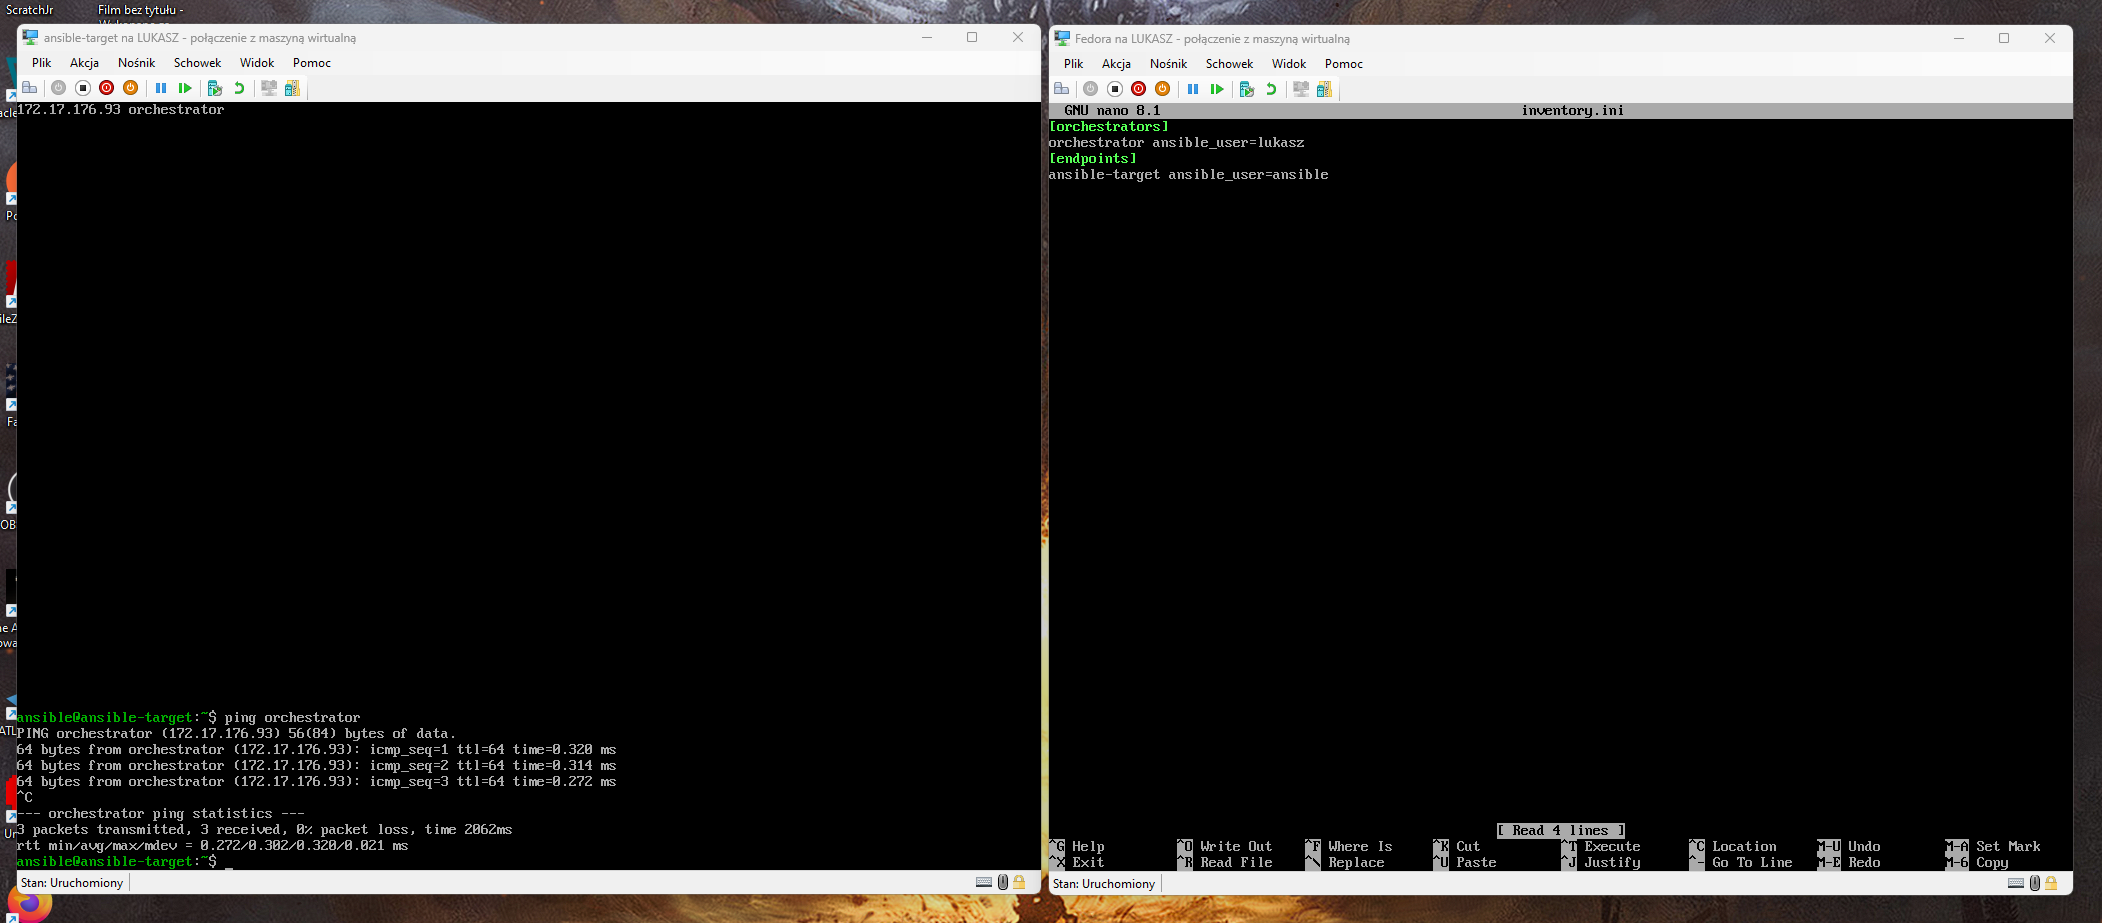 ScratchJr
Film bez tytułu -
ansible-target na LUKASZ - połączenie z maszyną wirtualną
Plik Akcja Nośnik Schowek Widok Pomoc
172.17.176.93 orchestrator
ansible@ansible-target:~$ ping orchestrator
PING orchestrator (172.17.176.93) 56(84) bytes of data.
64 bytes from orchestrator (172.17.176.93): icmp_seq=1 ttl=64 time=0.320 ms
64 bytes from orchestrator (172.17.176.93): icmp_seq=2 ttl=64 time=0.314 ms
64 bytes from orchestrator (172.17.176.93): icmp_seq=3 ttl=64 time=0.272 ms
^C
--- orchestrator ping statistics ---
3 packets transmitted, 3 received, 0% packet loss, time 2062ms
rtt min/avg/max/mdev = 0.272/0.302/0.320/0.021 ms
ansible@ansible-target:~$
Stan: Uruchomiony
Fedora na LUKASZ - połączenie z maszyną wirtualną
Plik Akcja Nośnik Schowek Widok Pomoc
GNU nano 8.1 inventory.ini
[orchestrators]
orchestrator ansible_user=lukasz
[endpoints]
ansible-target ansible_user=ansible
[ Read 4 lines ]
^G Help ^O Write Out ^F Where Is ^K Cut ^T Execute ^C Location M-U Undo M-A Set Mark
^X Exit ^R Read File ^\ Replace ^U Paste ^J Justify ^- Go To Line M-E Redo M-6 Copy
Stan: Uruchomiony